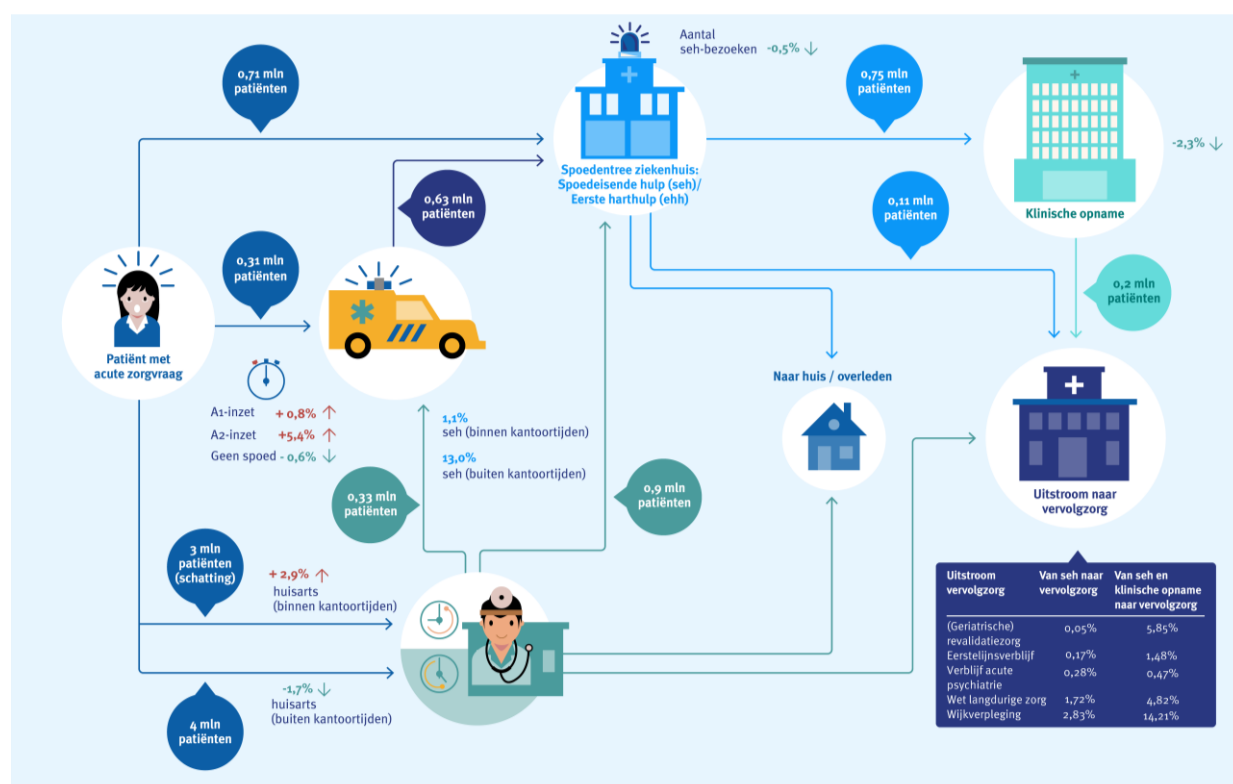 Aantal
seh-bezoeken -0,5% ↓
0,71 mln
patiënten
0,75 mln
patiënten
-2,3% ↓
Spoedentree ziekenhuis:
Spoedeisende hulp (seh)/
Eerste harthulp (ehh)
0,63 mln
patiënten
0,11 mln
patiënten
Klinische opname
0,31 mln
patiënten
0,2 mln
patiënten
Patiënt met
acute zorgvraag
Naar huis / overleden
A1-inzet + 0,8% ↑
A2-inzet +5,4% ↑
Geen spoed - 0,6% ↓
1,1%
seh (binnen kantoortijden)
13,0%
seh (buiten kantoortijden)
0,33 mln
patiënten
0,9 mln
patiënten
Uitstroom naar
vervolgzorg
3 mln
patiënten
(schatting)
+ 2,9% ↑
huisarts
(binnen kantoortijden)
-1,7% ↓
huisarts
(buiten kantoortijden)
4 mln
patiënten
Uitstroom vervolgzorg
Van seh naar vervolgzorg
Van seh en klinische opname naar vervolgzorg
(Geriatrische) revalidatiezorg 0,05% 5,85%
Eerstelijnsverblijf 0,17% 1,48%
Verblijf acute psychiatrie 0,28% 0,47%
Wet langdurige zorg 1,72% 4,82%
Wijkverpleging 2,83% 14,21%